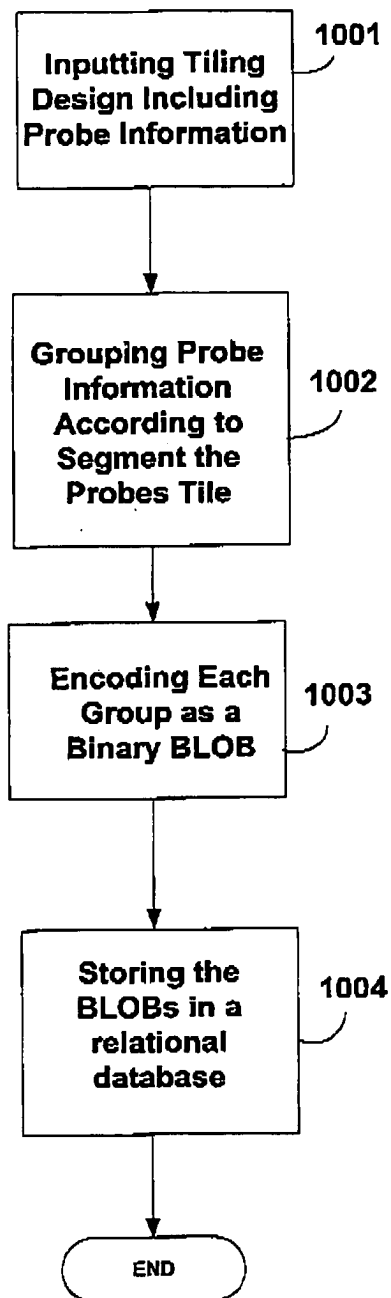 1001
Inputting Tiling
Design Including
Probe Information
Grouping Probe
Information
According to
Segment the
Probes Tile
1002
Encoding Each
Group as a
Binary BLOB
1003
Storing the
BLOBs in a
relational
database
1004
END